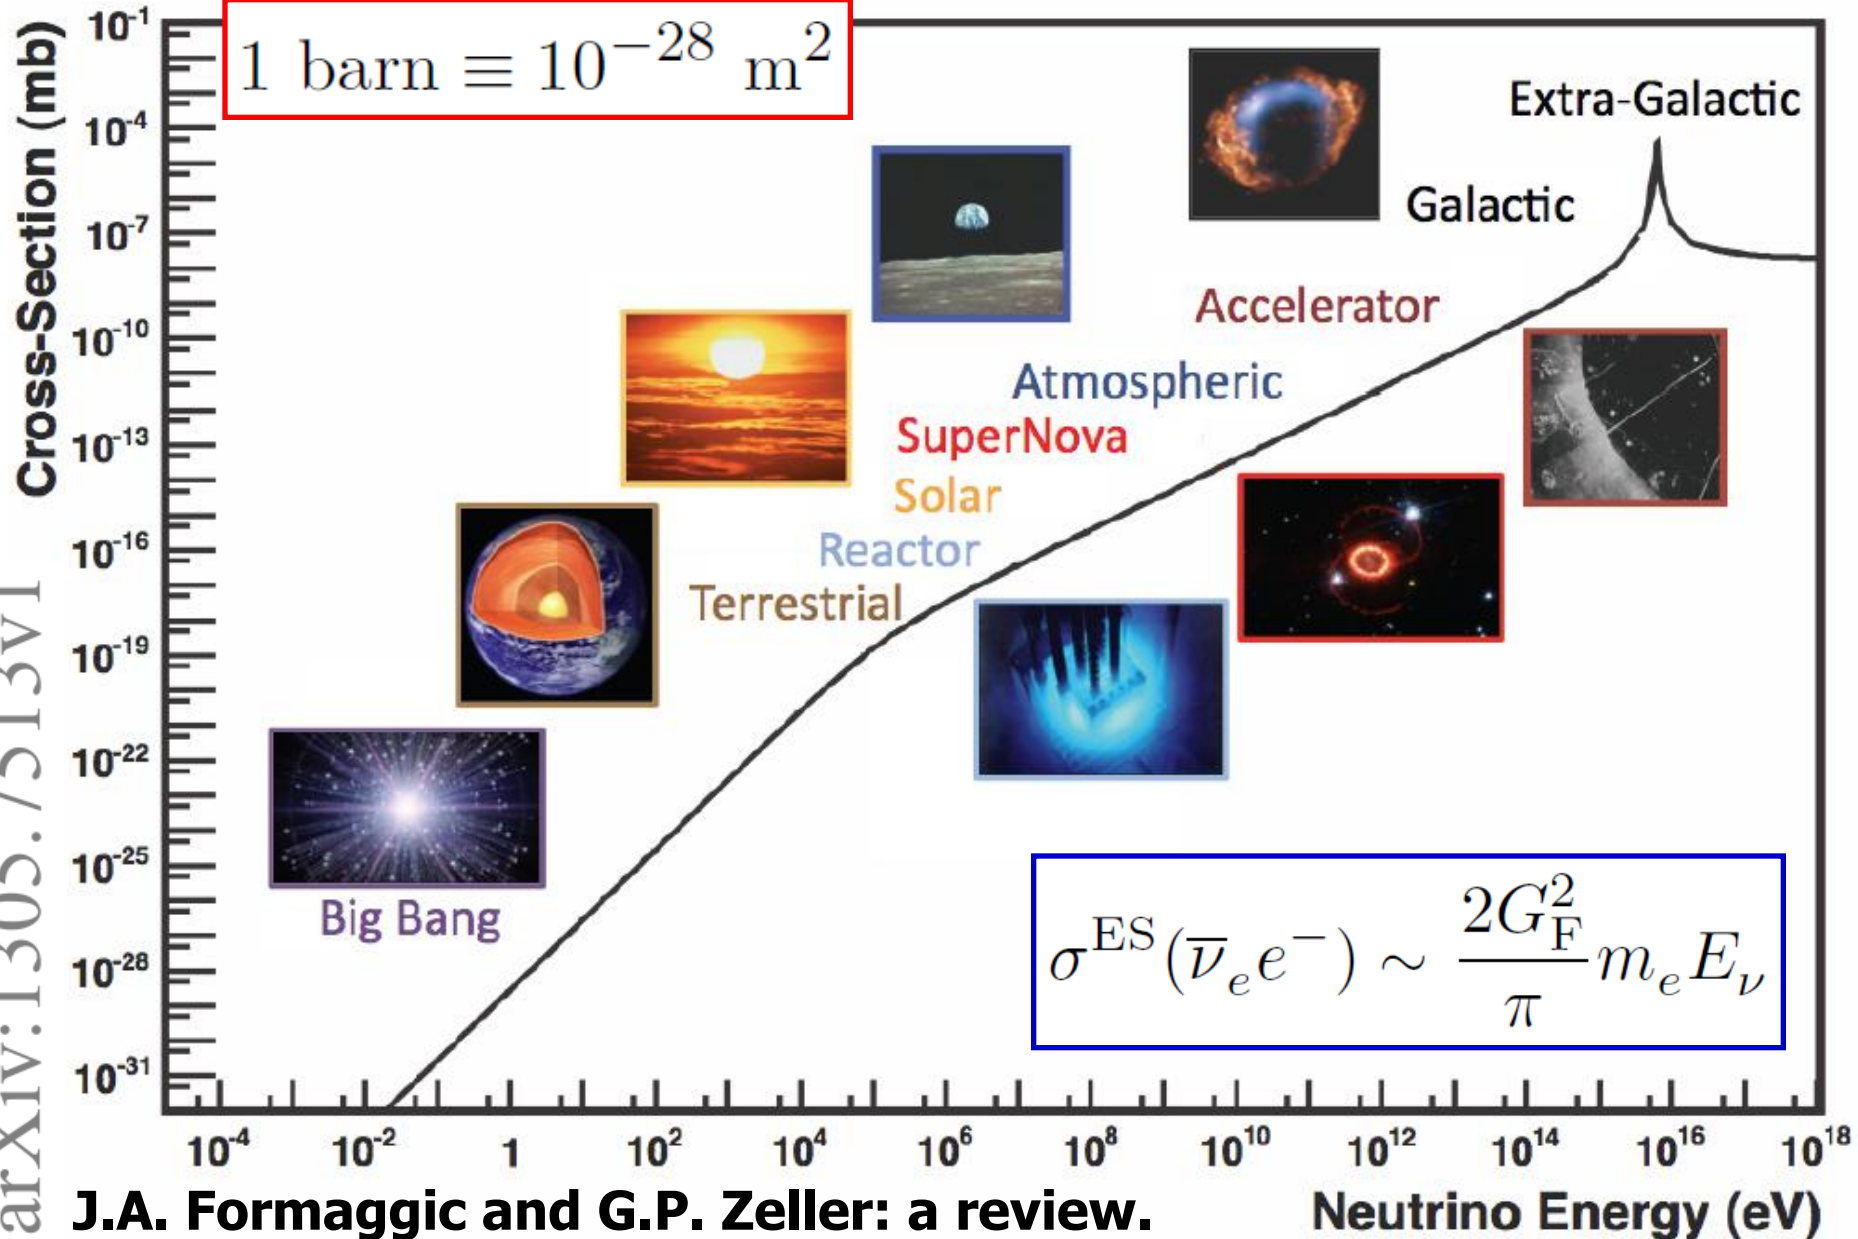 10^-1
1 barn ≡ 10^−28 m^2
Cross-Section (mb)
10^-4
10^-7
10^-10
10^-13
10^-16
10^-19
10^-22
10^-25
10^-28
10^-31
Extra-Galactic
Galactic
Accelerator
Atmospheric
SuperNova
Solar
Reactor
Terrestrial
Big Bang
σ^ES(ν̅_e e^−) ∼ 2G_F^2/π m_e E_ν
10^-4 10^-2 1 10^2 10^4 10^6 10^8 10^10 10^12 10^14 10^16 10^18
Neutrino Energy (eV)
J.A. Formaggic and G.P. Zeller: a review.
arXiv:1305.7513v1